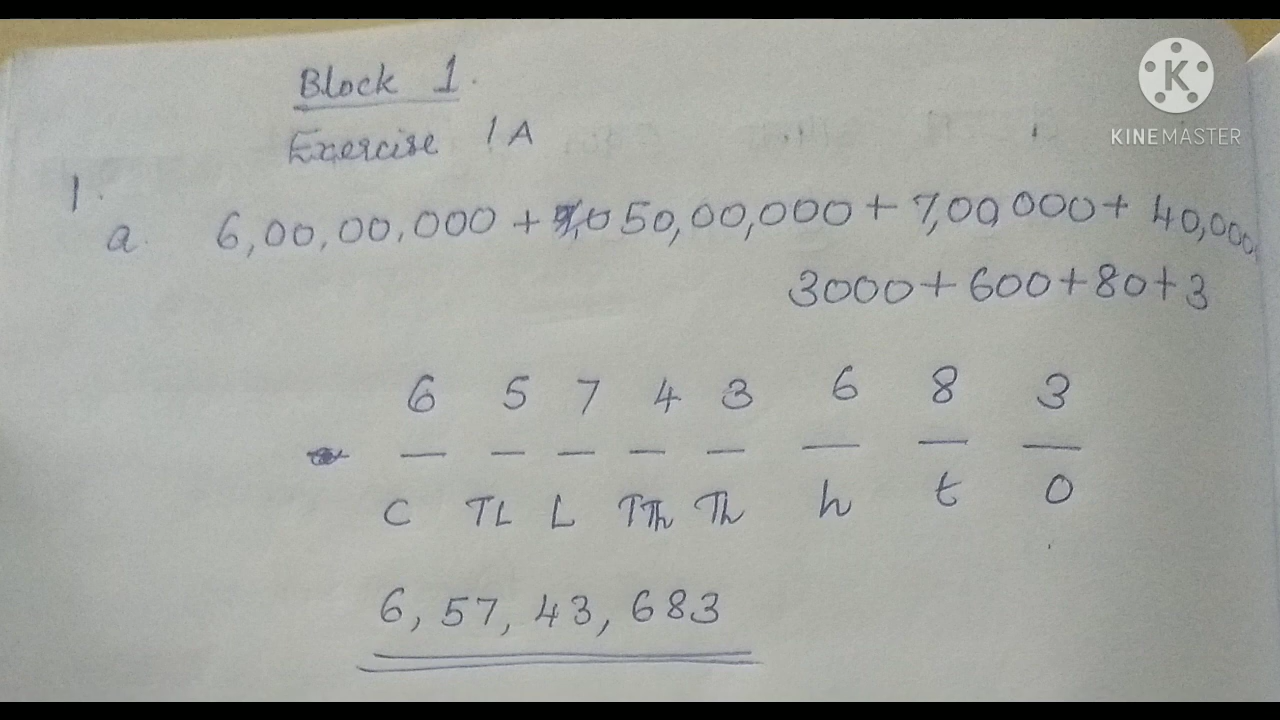 Block 1.
Exercise 1A
K
KINEMASTER
1.
a. 6,00,00,000 + 50,00,000 + 7,00,000 + 40,000
3000 + 600 + 80 + 3
6 5 7 4 3 6 8 3
C TL L TTh Th h t O
6, 57, 43, 683